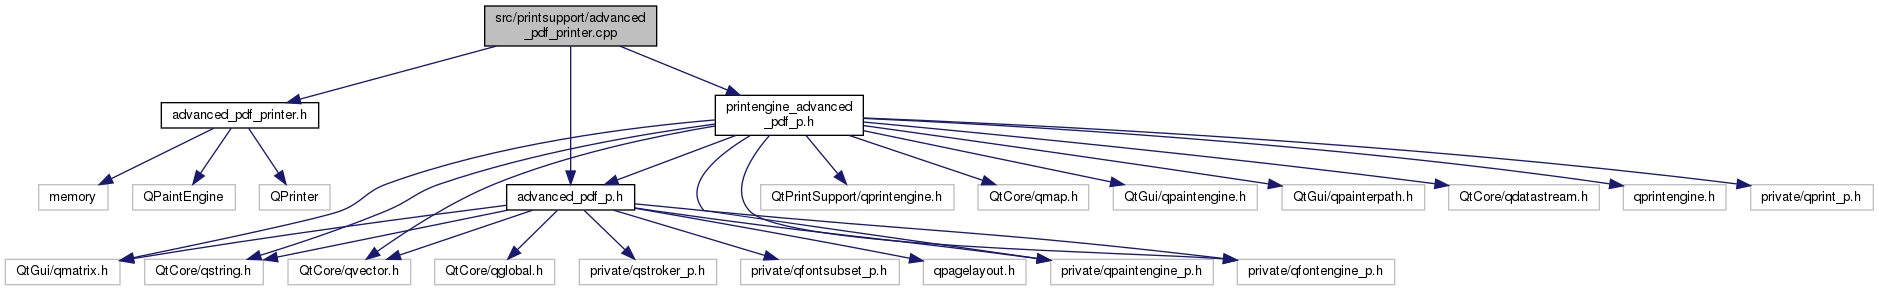 src/printsupport/advanced
_pdf_printer.cpp
advanced_pdf_printer.h
printengine_advanced
_pdf_p.h
memory
QPaintEngine
QPrinter
advanced_pdf_p.h
QtPrintSupport/qprintengine.h
QtCore/qmap.h
QtGui/qpaintengine.h
QtGui/qpainterpath.h
QtCore/qdatastream.h
qprintengine.h
private/qprint_p.h
QtGui/qmatrix.h
QtCore/qstring.h
QtCore/qvector.h
QtCore/qglobal.h
private/qstroker_p.h
private/qfontsubset_p.h
qpagelayout.h
private/qpaintengine_p.h
private/qfontengine_p.h